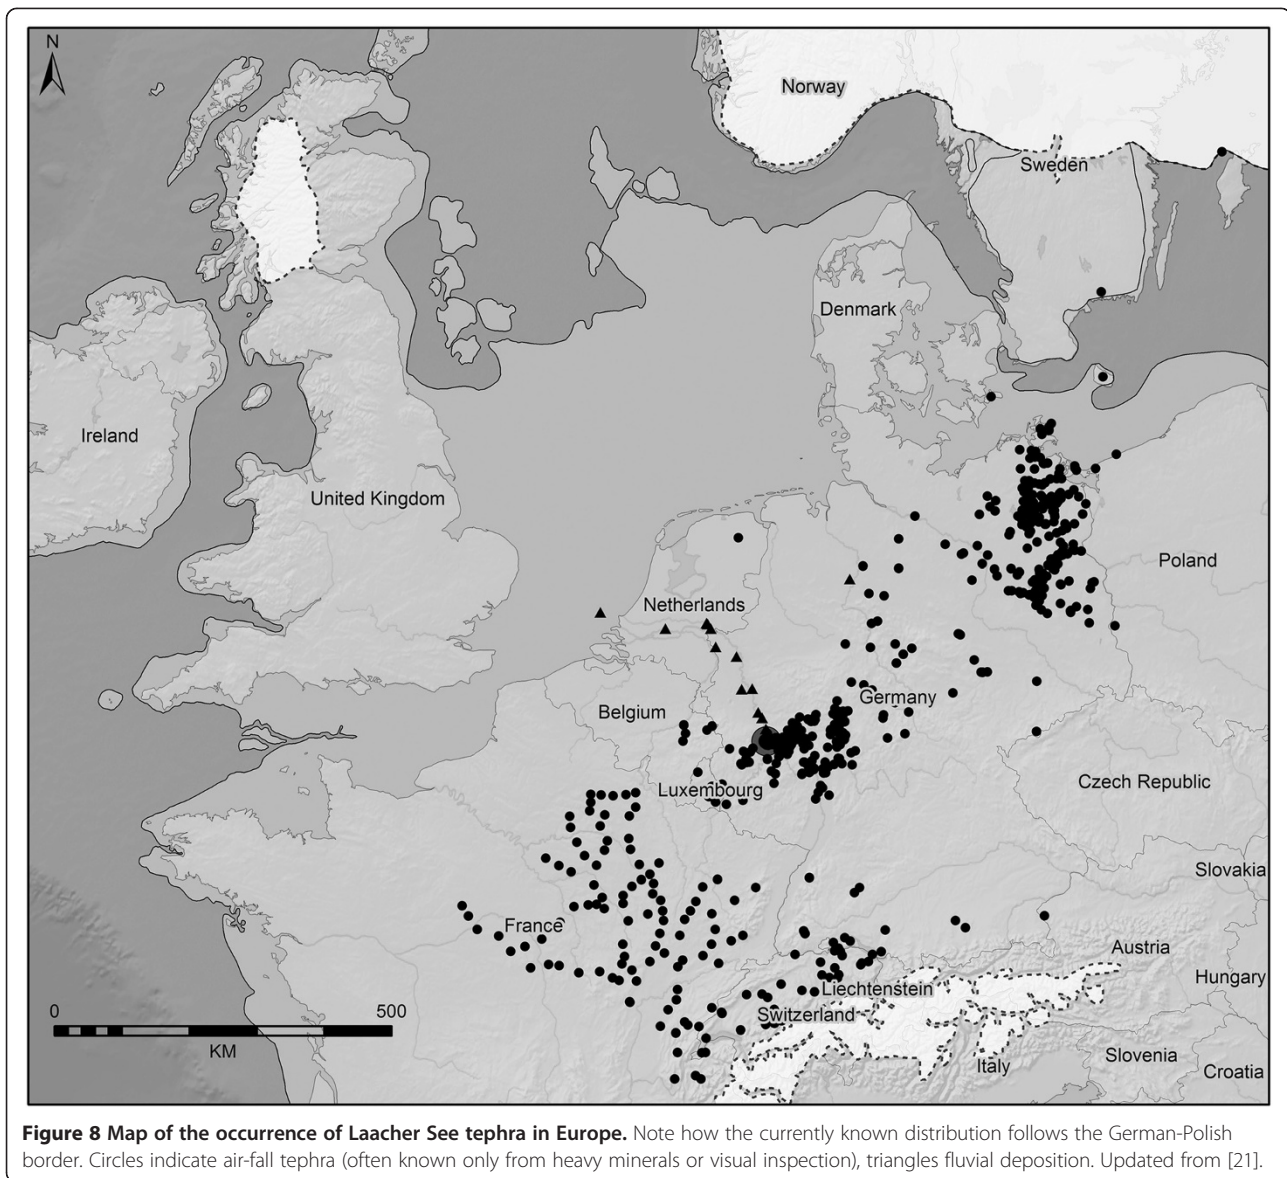 N
Norway
Sweden
Denmark
Ireland
United Kingdom
Poland
Netherlands
Germany
Belgium
Czech Republic
Luxembourg
Slovakia
France
Austria
Hungary
Liechtenstein
Switzerland
Slovenia
Italy
Croatia
0 500
KM
Figure 8 Map of the occurrence of Laacher See tephra in Europe. Note how the currently known distribution follows the German-Polish
border. Circles indicate air-fall tephra (often known only from heavy minerals or visual inspection), triangles fluvial deposition. Updated from [21].